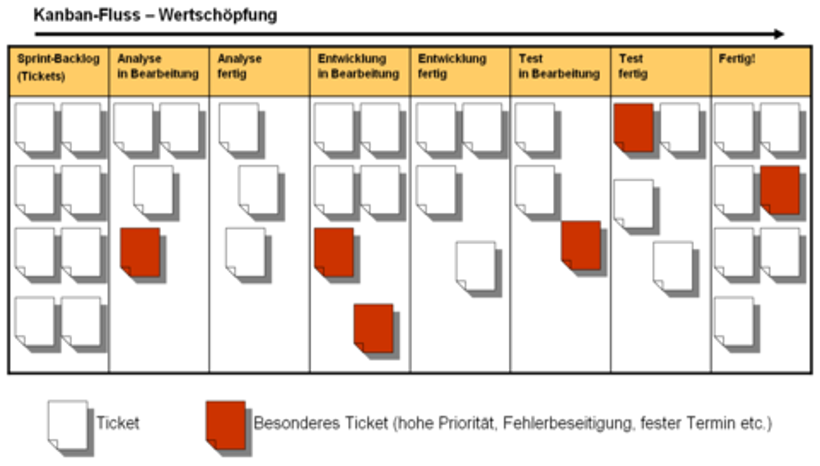 Kanban-Fluss – Wertschöpfung
Sprint-Backlog
(Tickets)
Analyse
in Bearbeitung
Analyse
fertig
Entwicklung
in Bearbeitung
Entwicklung
fertig
Test
in Bearbeitung
Test
fertig
Fertig!
Ticket
Besonderes Ticket (hohe Priorität, Fehlerbeseitigung, fester Termin etc.)